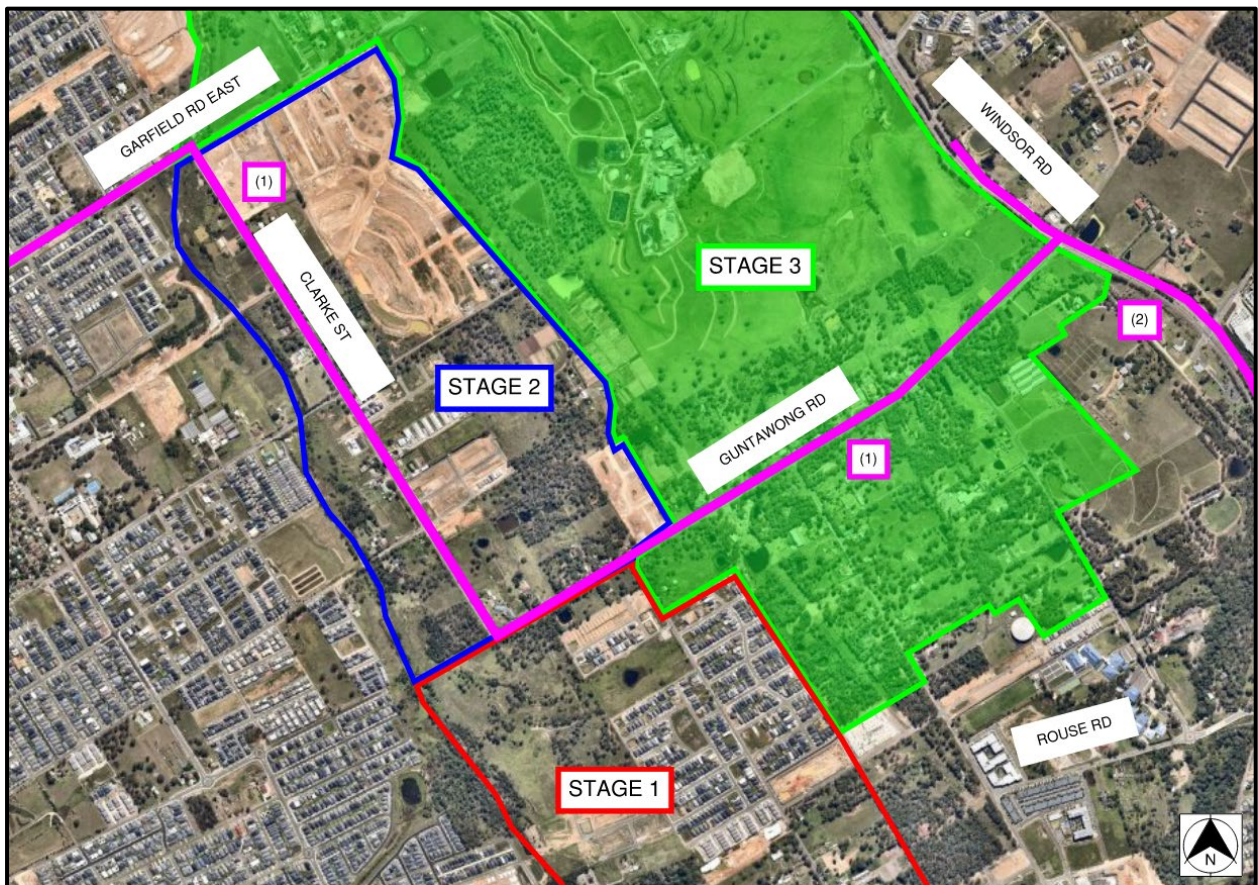 GARFIELD RD EAST
WINDSOR RD
(1)
STAGE 3
CLARKE ST
(2)
STAGE 2
GUNTAWONG RD
(1)
ROUSE RD
STAGE 1
N